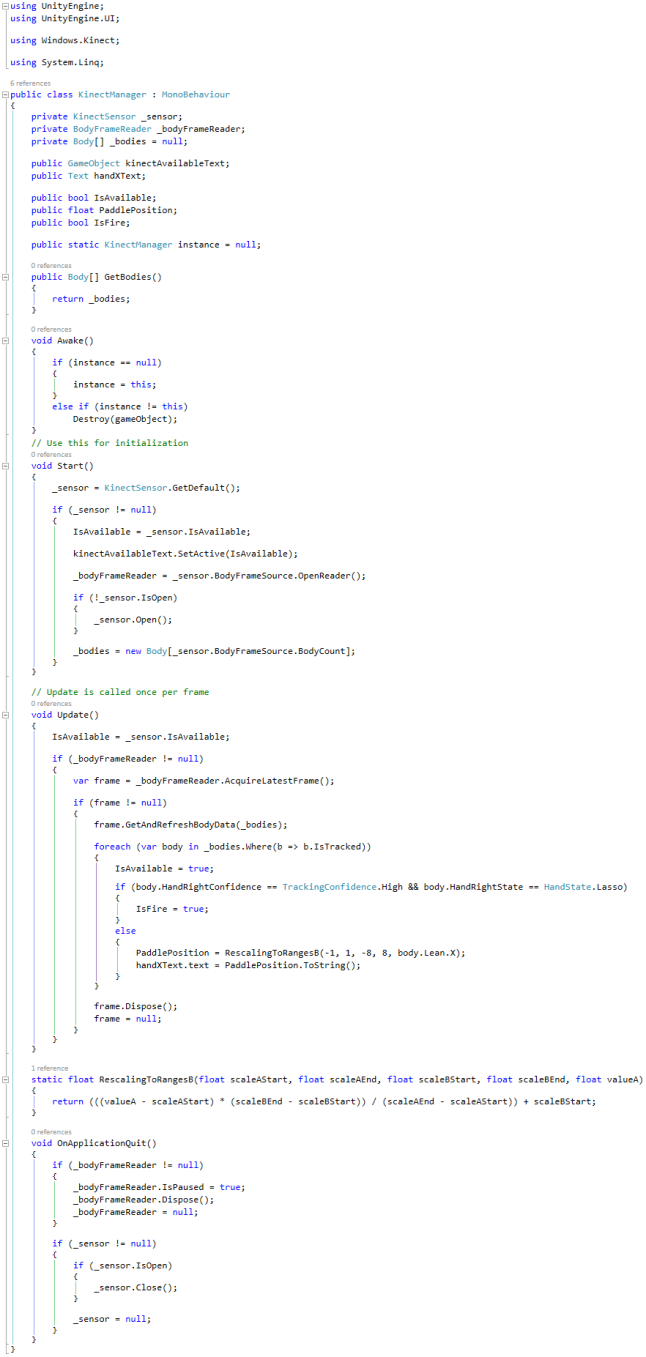 using UnityEngine;
using UnityEngine.UI;
using Windows.Kinect;
using System.Linq;
6 references
public class KinectManager : MonoBehaviour
{
private KinectSensor _sensor;
private BodyFrameReader _bodyFrameReader;
private Body[] _bodies = null;
public GameObject kinectAvailableText;
public Text handXText;
public bool IsAvailable;
public float PaddlePosition;
public bool IsFire;
public static KinectManager instance = null;
0 references
public Body[] GetBodies()
{
return _bodies;
}
0 references
void Awake()
{
if (instance == null)
{
instance = this;
}
else if (instance != this)
Destroy(gameObject);
}
// Use this for initialization
0 references
void Start()
{
_sensor = KinectSensor.GetDefault();
if (_sensor != null)
{
IsAvailable = _sensor.IsAvailable;
kinectAvailableText.SetActive(IsAvailable);
_bodyFrameReader = _sensor.BodyFrameSource.OpenReader();
if (!_sensor.IsOpen)
{
_sensor.Open();
}
_bodies = new Body[_sensor.BodyFrameSource.BodyCount];
}
}
// Update is called once per frame
0 references
void Update()
{
IsAvailable = _sensor.IsAvailable;
if (_bodyFrameReader != null)
{
var frame = _bodyFrameReader.AcquireLatestFrame();
if (frame != null)
{
frame.GetAndRefreshBodyData(_bodies);
foreach (var body in _bodies.Where(b => b.IsTracked))
{
IsAvailable = true;
if (body.HandRightConfidence == TrackingConfidence.High && body.HandRightState == HandState.Lasso)
{
IsFire = true;
}
else
{
PaddlePosition = RescalingToRangesB(-1, 1, -8, 8, body.Lean.X);
handXText.text = PaddlePosition.ToString();
}
}
frame.Dispose();
frame = null;
}
}
}
1 reference
static float RescalingToRangesB(float scaleAStart, float scaleAEnd, float scaleBStart, float scaleBEnd, float valueA)
{
return (((valueA - scaleAStart) * (scaleBEnd - scaleBStart)) / (scaleAEnd - scaleAStart)) + scaleBStart;
}
0 references
void OnApplicationQuit()
{
if (_bodyFrameReader != null)
{
_bodyFrameReader.IsPaused = true;
_bodyFrameReader.Dispose();
_bodyFrameReader = null;
}
if (_sensor != null)
{
if (_sensor.IsOpen)
{
_sensor.Close();
}
_sensor = null;
}
}
}